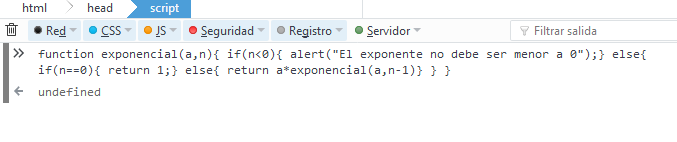 html head script
Red CSS JS Seguridad Registro Servidor Filtrar salida
function exponencial(a,n){ if(n<0){ alert("El exponente no debe ser menor a 0");} else{
if(n==0){ return 1;} else{ return a*exponencial(a,n-1)} } }
undefined